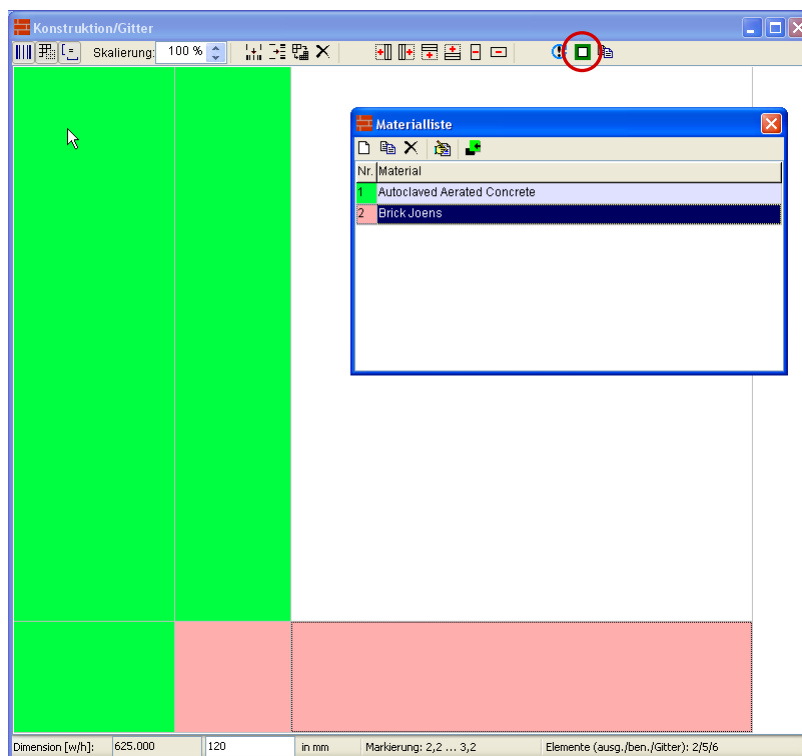 Konstruktion/Gitter
Skalierung: 100 %
Materialliste
Nr. Material
1 Autoclaved Aerated Concrete
2 Brick Joens
Dimension [w/h]: 625.000 120 in mm Markierung: 2,2 ... 3,2 Elemente (ausg./ben./Gitter): 2/5/6